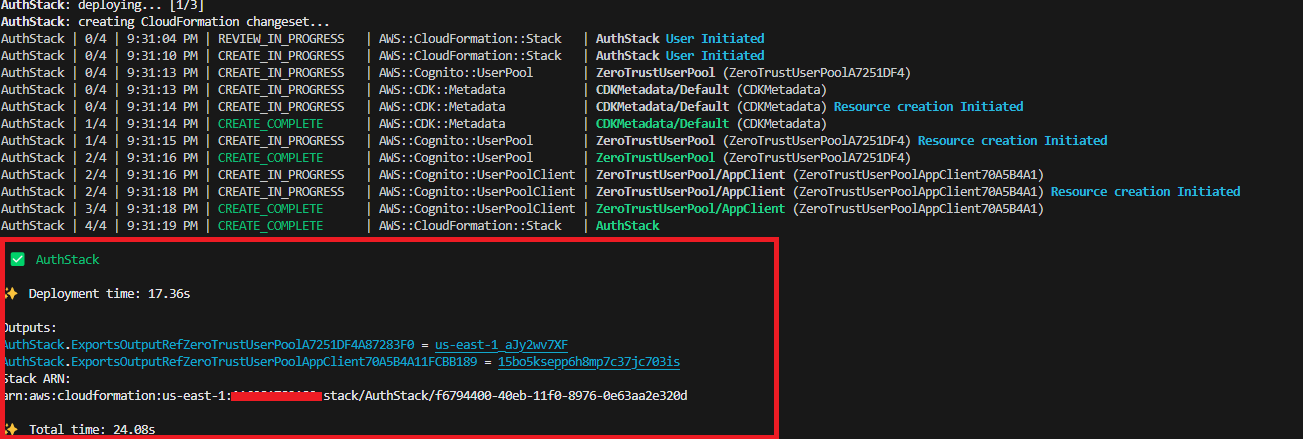 AuthStack: deploying... [1/3]
AuthStack: creating CloudFormation changeset...
AuthStack | 0/4 | 9:31:04 PM | REVIEW_IN_PROGRESS | AWS::CloudFormation::Stack | AuthStack User Initiated
AuthStack | 0/4 | 9:31:10 PM | CREATE_IN_PROGRESS | AWS::CloudFormation::Stack | AuthStack User Initiated
AuthStack | 0/4 | 9:31:13 PM | CREATE_IN_PROGRESS | AWS::Cognito::UserPool | ZeroTrustUserPool (ZeroTrustUserPoolA7251DF4)
AuthStack | 0/4 | 9:31:13 PM | CREATE_IN_PROGRESS | AWS::CDK::Metadata | CDKMetadata/Default (CDKMetadata)
AuthStack | 0/4 | 9:31:14 PM | CREATE_IN_PROGRESS | AWS::CDK::Metadata | CDKMetadata/Default (CDKMetadata) Resource creation Initiated
AuthStack | 1/4 | 9:31:14 PM | CREATE_COMPLETE | AWS::CDK::Metadata | CDKMetadata/Default (CDKMetadata)
AuthStack | 1/4 | 9:31:15 PM | CREATE_IN_PROGRESS | AWS::Cognito::UserPool | ZeroTrustUserPool (ZeroTrustUserPoolA7251DF4) Resource creation Initiated
AuthStack | 2/4 | 9:31:16 PM | CREATE_COMPLETE | AWS::Cognito::UserPool | ZeroTrustUserPool (ZeroTrustUserPoolA7251DF4)
AuthStack | 2/4 | 9:31:16 PM | CREATE_IN_PROGRESS | AWS::Cognito::UserPoolClient | ZeroTrustUserPool/AppClient (ZeroTrustUserPoolAppClient70A5B4A1)
AuthStack | 2/4 | 9:31:18 PM | CREATE_IN_PROGRESS | AWS::Cognito::UserPoolClient | ZeroTrustUserPool/AppClient (ZeroTrustUserPoolAppClient70A5B4A1) Resource creation Initiated
AuthStack | 3/4 | 9:31:18 PM | CREATE_COMPLETE | AWS::Cognito::UserPoolClient | ZeroTrustUserPool/AppClient (ZeroTrustUserPoolAppClient70A5B4A1)
AuthStack | 4/4 | 9:31:19 PM | CREATE_COMPLETE | AWS::CloudFormation::Stack | AuthStack
✅ AuthStack
✨ Deployment time: 17.36s
Outputs:
AuthStack.ExportsOutputRefZeroTrustUserPoolA7251DF4A87283F0 = us-east-1_aJy2wv7XF
AuthStack.ExportsOutputRefZeroTrustUserPoolAppClient70A5B4A11FCBB189 = 15bo5ksepp6h8mp7c37jc703is
Stack ARN:
arn:aws:cloudformation:us-east-1: stack/AuthStack/f6794400-40eb-11f0-8976-0e63aa2e320d
✨ Total time: 24.08s